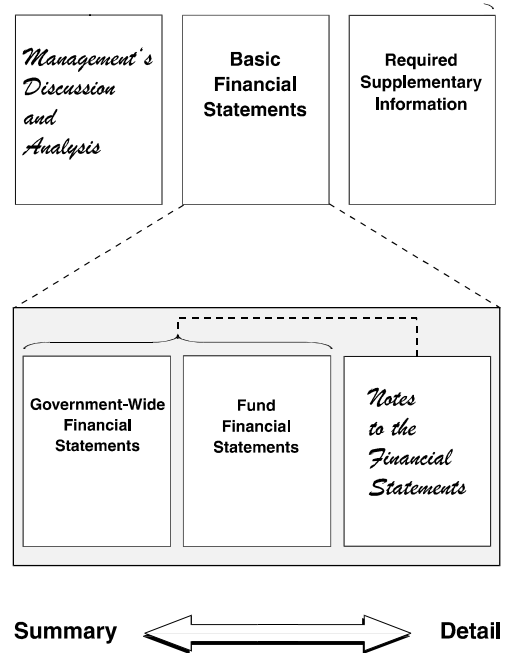 Management's
Discussion
and
Analysis
Basic
Financial
Statements
Required
Supplementary
Information
Government-Wide
Financial
Statements
Fund
Financial
Statements
Notes
to the
Financial
Statements
Summary
Detail